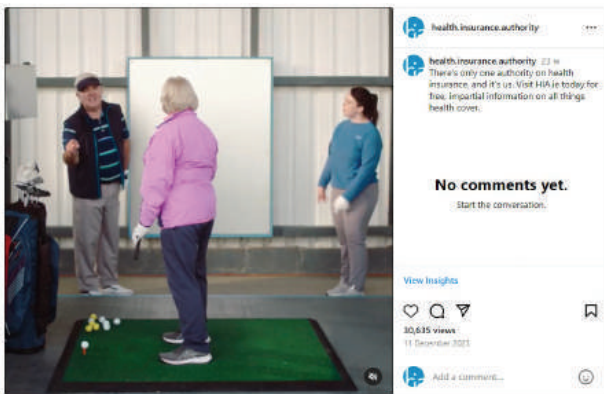 health.insurance.authority
health.insurance.authority 23 w
There's only one authority on health
insurance, and it's us. Visit HIA.ie today for
free, impartial information on all things
health cover.
No comments yet.
Start the conversation.
View Insights
30,635 views
11 December 2023
Add a comment...